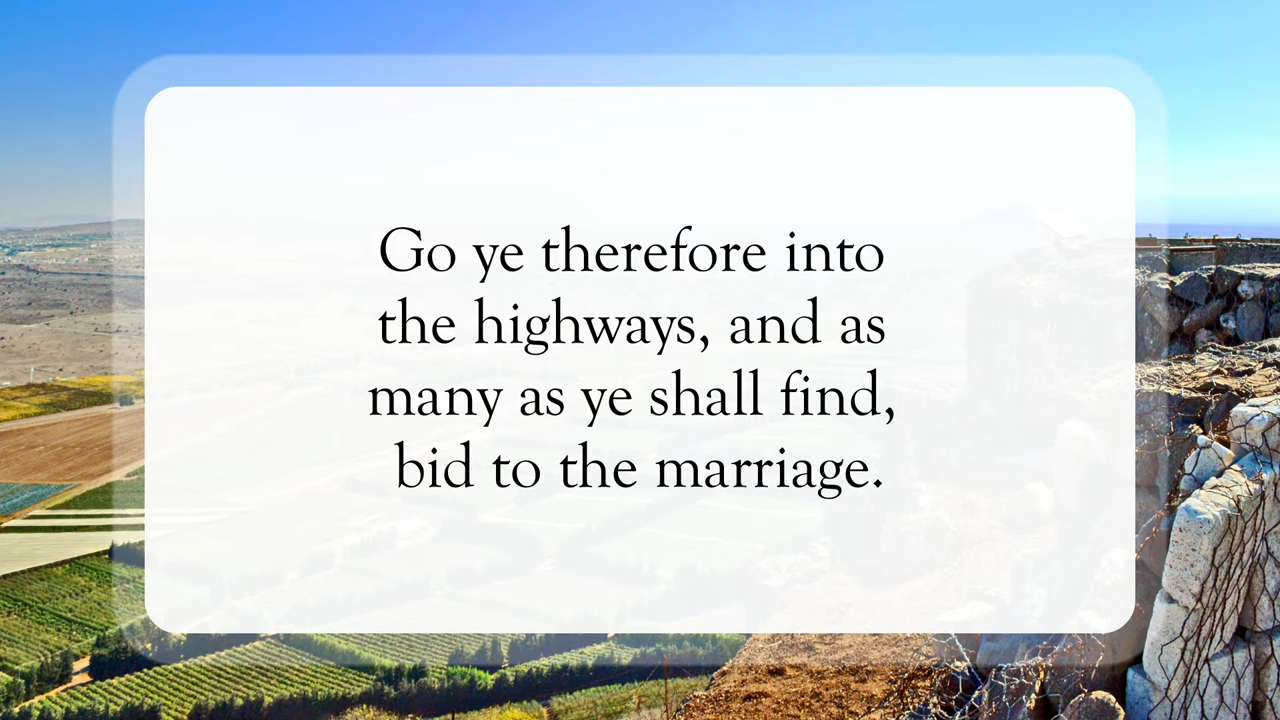 Go ye therefore into
the highways, and as
many as ye shall find,
bid to the marriage.